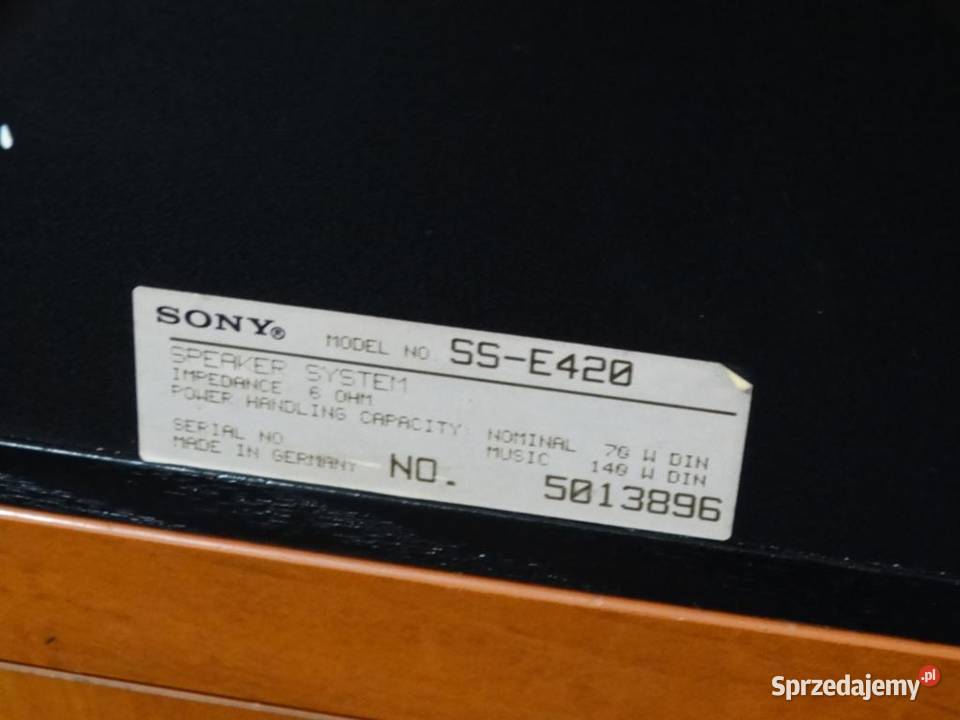 SONY® MODEL NO. SS-E420
SPEAKER SYSTEM
IMPEDANCE 6 OHM
POWER HANDLING CAPACITY NOMINAL 70 W DIN
MUSIC 140 W DIN
SERIAL NO
MADE IN GERMANY NO. 5013896
Sprzedajemy.pl